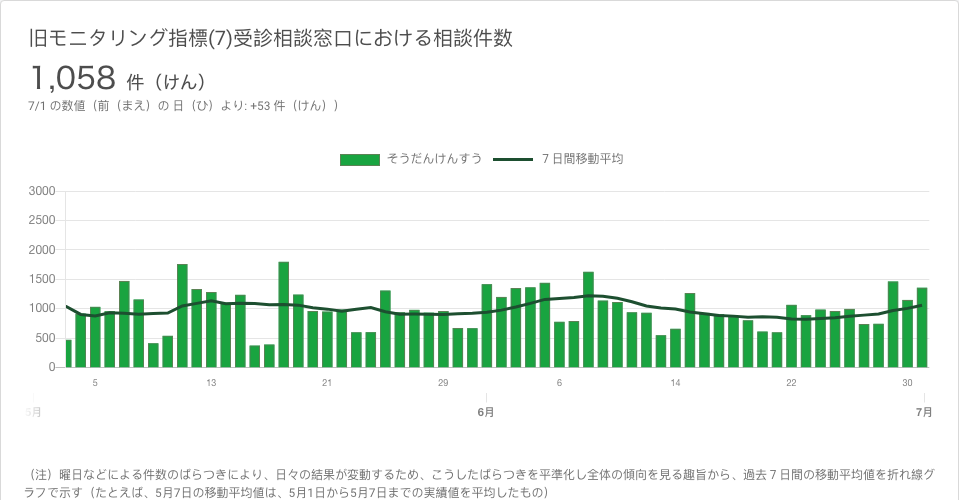 旧モニタリング指標(7)受診相談窓口における相談件数
1,058 件（けん）
7/1 の数値（前（まえ）の 日（ひ）より: +53 件（けん））
そうだんけんすう
７日間移動平均
3000
2500
2000
1500
1000
500
0
5
13
21
29
6
14
22
30
5月
6月
7月
（注）曜日などによる件数のばらつきにより、日々の結果が変動するため、こうしたばらつきを平準化し全体の傾向を見る趣旨から、過去７日間の移動平均値を折れ線グ
ラフで示す（たとえば、5月7日の移動平均値は、5月1日から5月7日までの実績値を平均したもの）